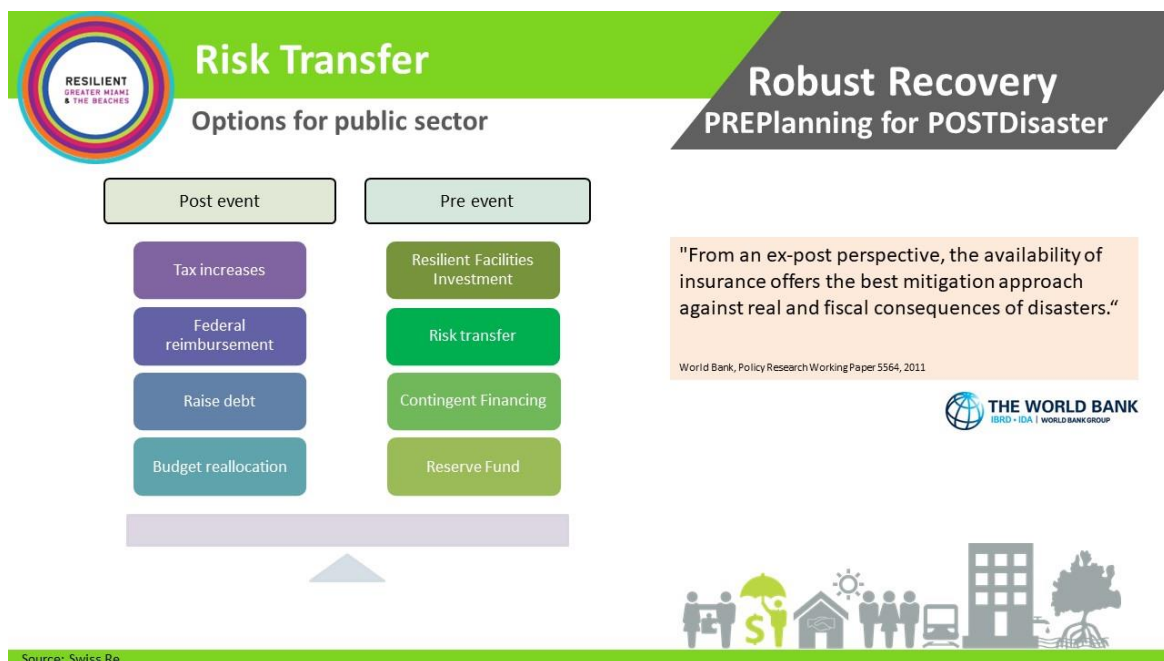 RESILIENT
GREATER MIAMI
& THE BEACHES
Risk Transfer
Options for public sector
Robust Recovery
PREPlanning for POSTDisaster
Post event
Pre event
Tax increases
Resilient Facilities
Investment
Federal
reimbursement
Risk transfer
Raise debt
Contingent Financing
Budget reallocation
Reserve Fund
"From an ex-post perspective, the availability of
insurance offers the best mitigation approach
against real and fiscal consequences of disasters.“
World Bank, Policy Research Working Paper 5564, 2011
THE WORLD BANK
IBRD • IDA | WORLD BANK GROUP
$
Source: Swiss Re